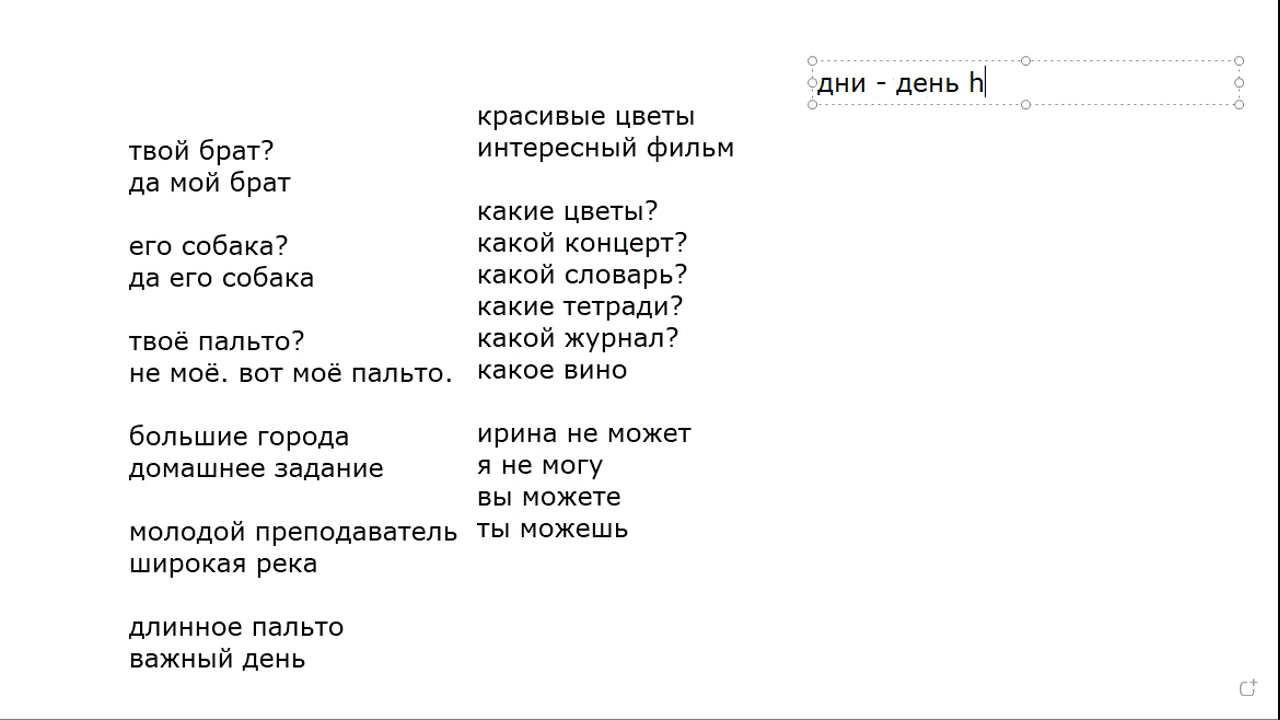 твой брат?
да мой брат
его собака?
да его собака
твоё пальто?
не моё. вот моё пальто.
большие города
домашнее задание
молодой преподаватель
широкая река
длинное пальто
важный день
красивые цветы
интересный фильм
какие цветы?
какой концерт?
какой словарь?
какие тетради?
какой журнал?
какое вино
ирина не может
я не могу
вы можете
ты можешь
дни - день h